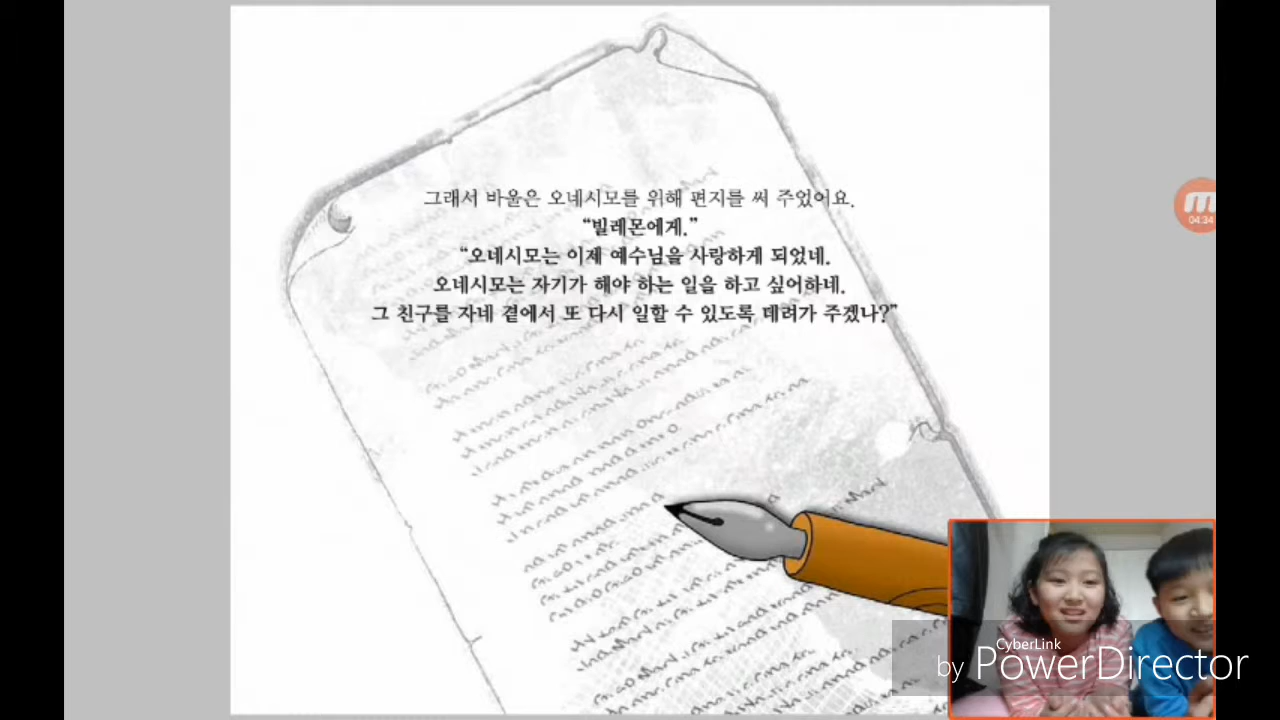 그래서 바울은 오네시모를 위해 편지를 써 주었어요.
“빌레몬에게.”
“오네시모는 이제 예수님을 사랑하게 되었네.
오네시모는 자기가 해야 하는 일을 하고 싶어하네.
그 친구를 자네 곁에서 또 다시 일할 수 있도록 데려가 주겠나?”
04:34
CyberLink
by PowerDirector